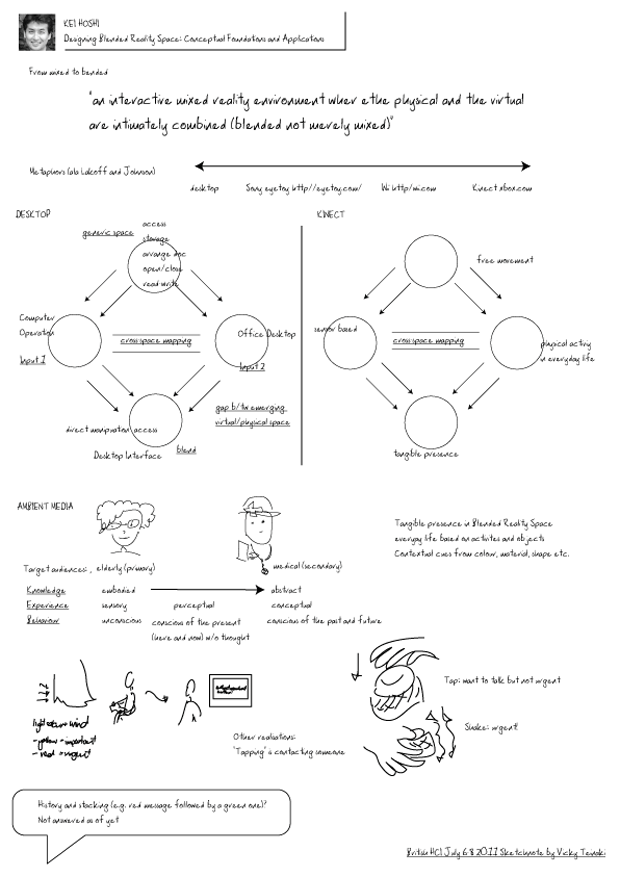 KEI HOSHI
Designing Blended Reality Space: Conceptual Foundations and Applications
From mixed to bended
"an interactive mixed reality environment wher ethe physical and the virtual
are intimately combined (blended not merely mixed)"
Metaphors (ala Lakoff and Johnson)
desktop
Sony eyetoy http//eyetoy.com/
Wii http/wii.com
Kinect xbox.com
DESKTOP
generic space
access
storage
arrange doc
open/close
read write
Computer
Operation
Input 1
cross space mapping
Office Desktop
Input 2
direct manipulation access
Desktop Interface
blend
gap b/tw emerging
virtual/physical space
KINECT
free movement
sensor based
cross space mapping
physical activy
in everyday life
tangible presence
AMBIENT MEDIA
Target audiences, elderly (primary)
medical (secondary)
Knowledge embodied abstract
Experience sensory perceptual conceptual
Behaviour unconscious conscious of the present conscious of the past and future
(here and now) w/o thought
Tangible presence in Blended Reality Space
everyday life based on activites and objects
Contextual cues from colour, material, shape etc.
wind
- yellow = important
- red = urgent
Tap: want to talk but not urgent
Shake: urgent!
Other realisations:
'Tapping' is contacting someone
History and stacking (e.g. red message followed by a green one)?
Not answered as of yet
British HCI July 6-8 2011 Sketchnote by Vicky Teinaki